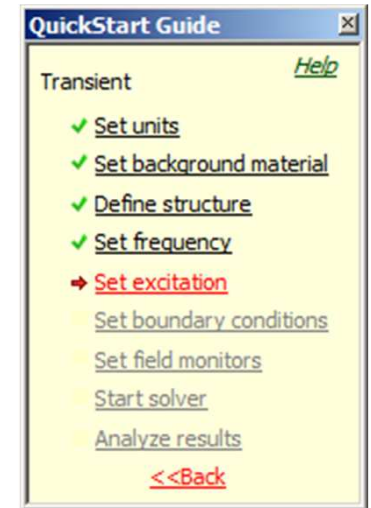 QuickStart Guide
Help
Transient
Set units
Set background material
Define structure
Set frequency
Set excitation
Set boundary conditions
Set field monitors
Start solver
Analyze results
<<Back